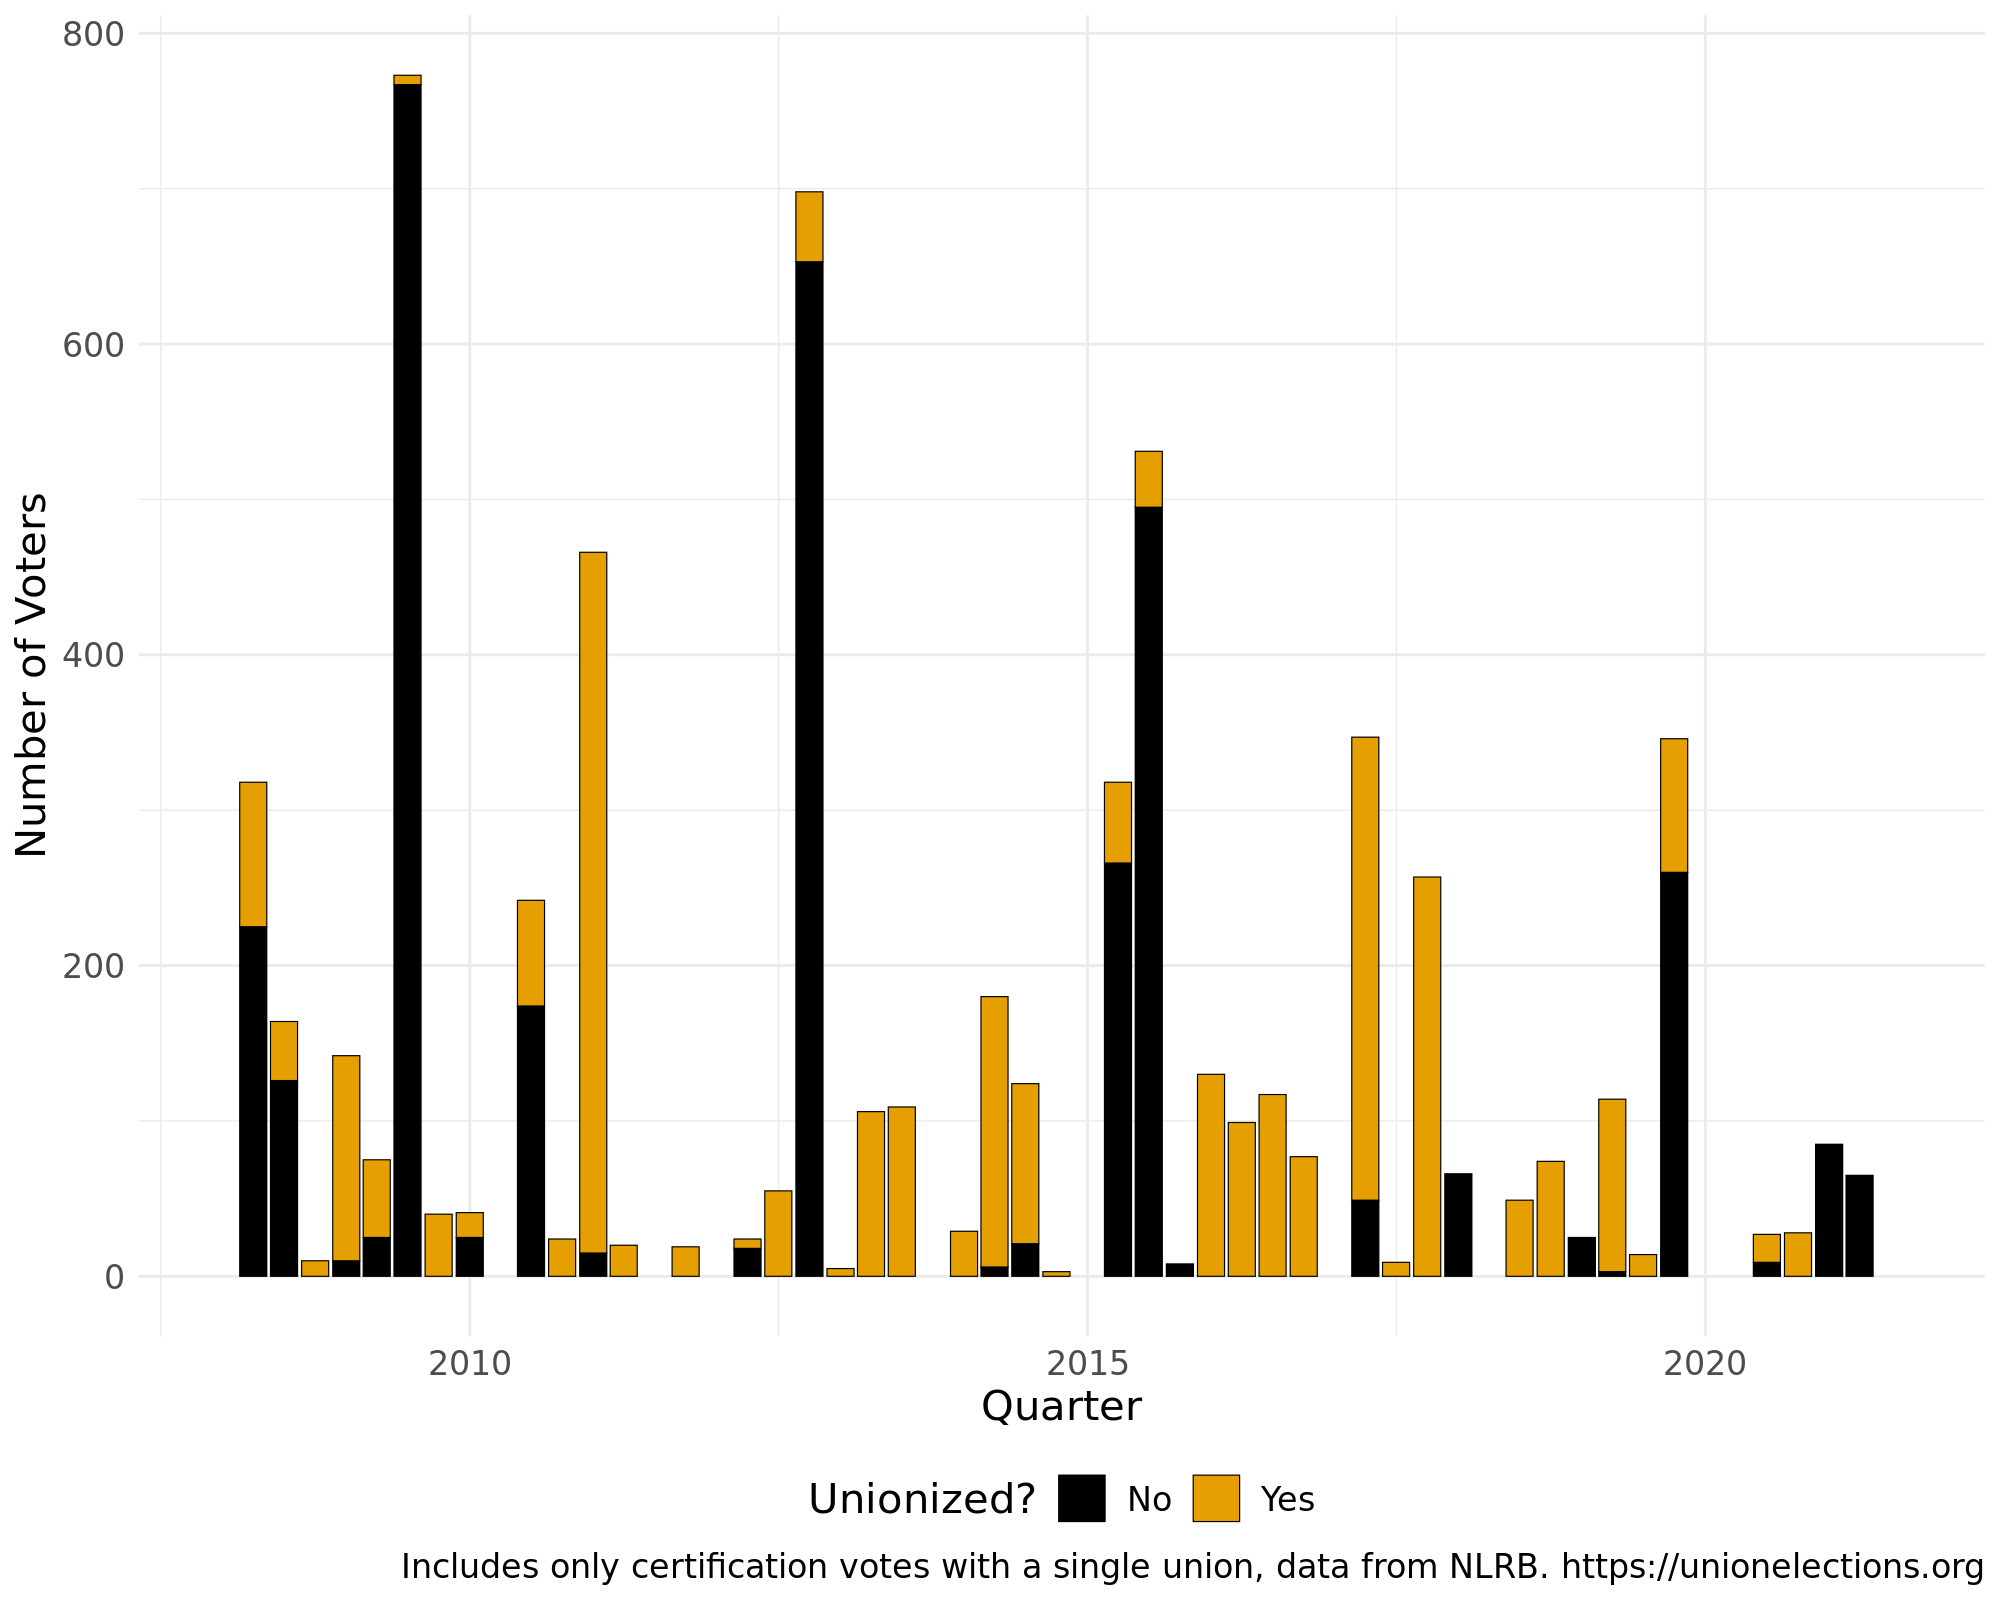 800
600
400
200
0
Number of Voters
2010 2015 2020
Quarter
Unionized? No Yes
Includes only certification votes with a single union, data from NLRB. https://unionelections.org